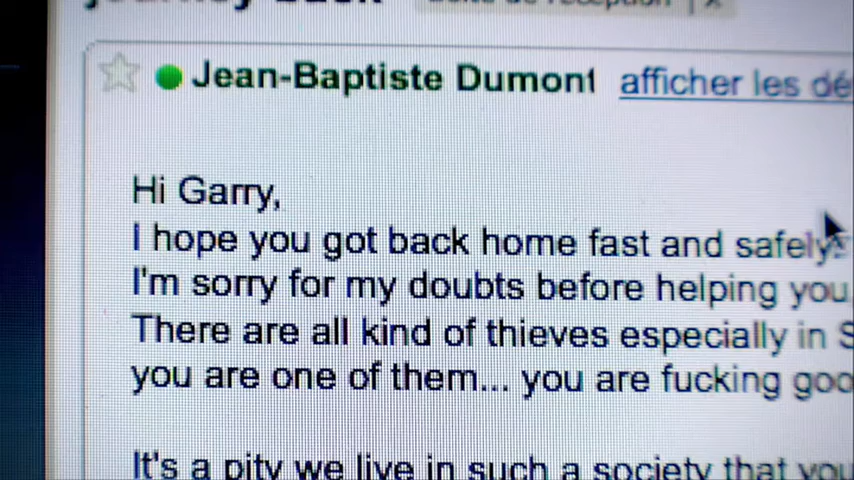 Jean-Baptiste Dumont afficher les dé
Hi Garry,
I hope you got back home fast and safely
I'm sorry for my doubts before helping you
There are all kind of thieves especially in S
you are one of them... you are fucking goo
It's a pity we live in such a society that you